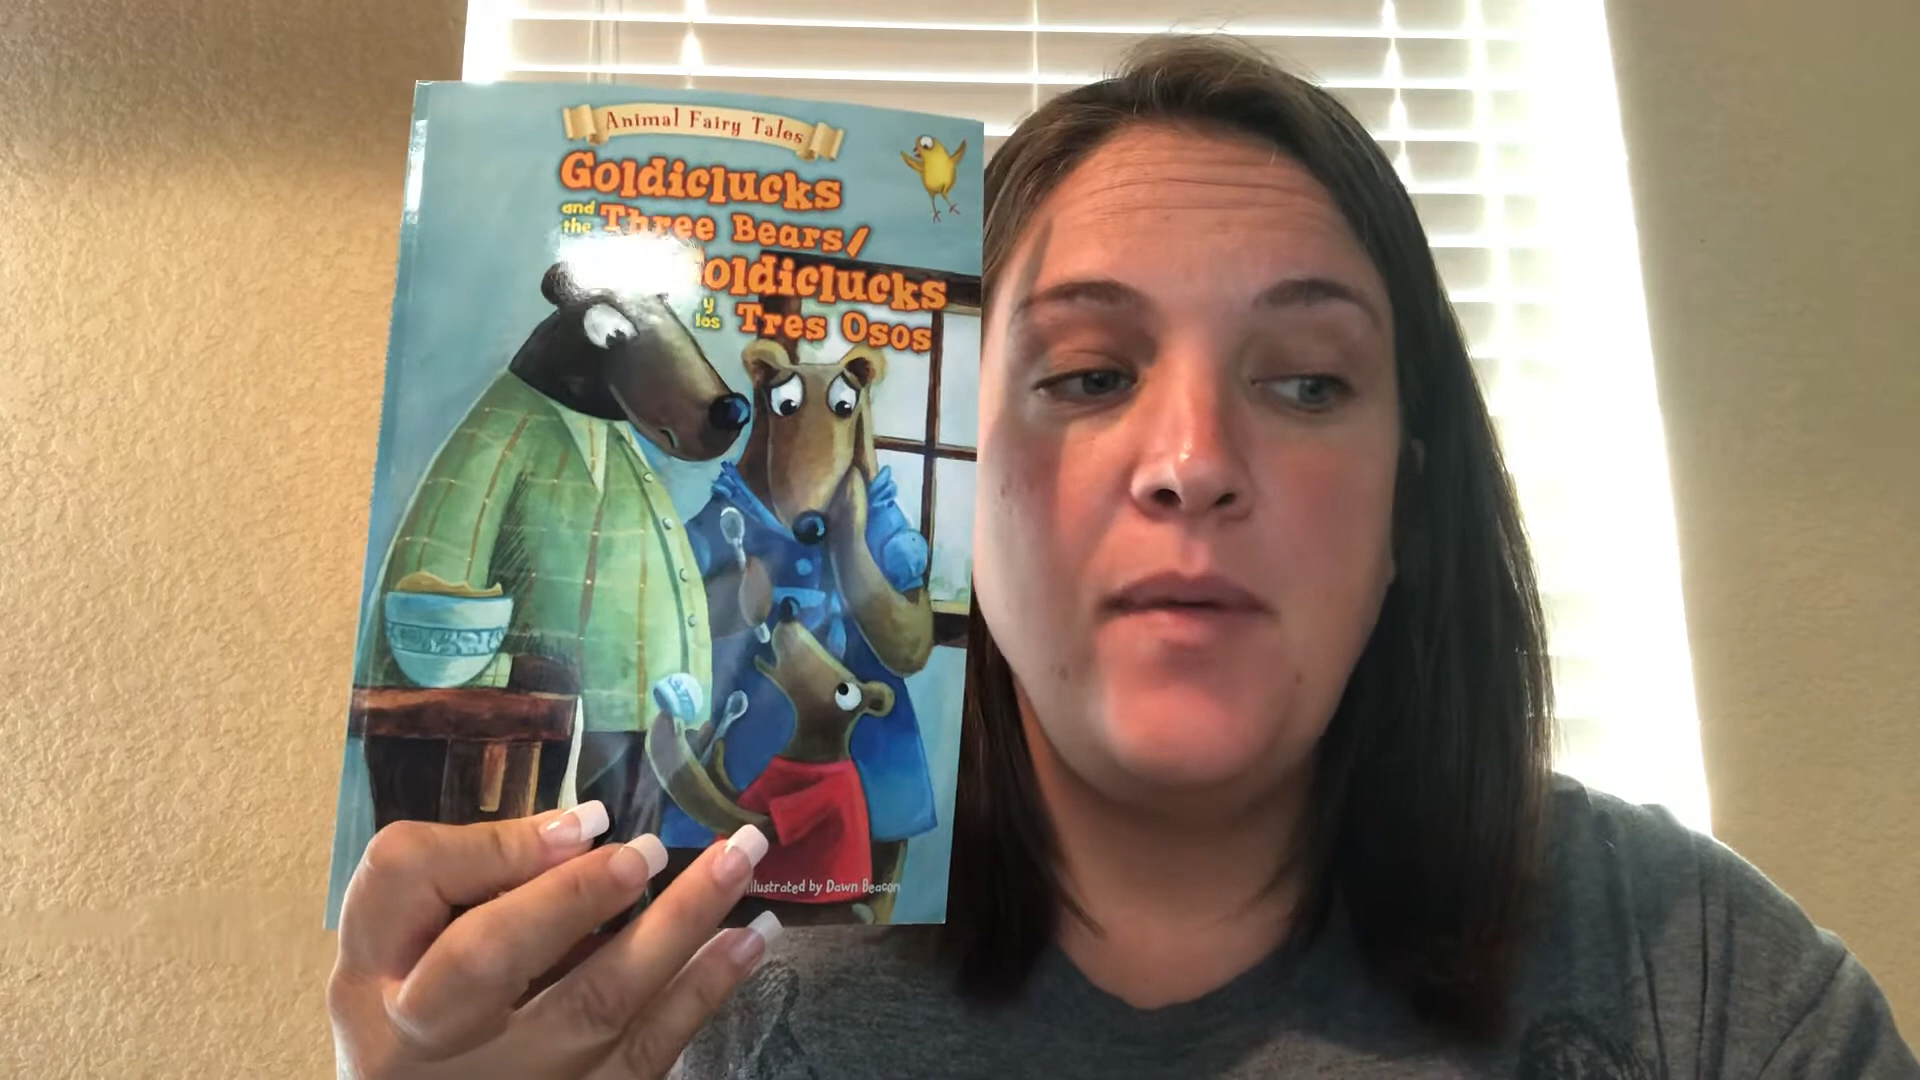 Animal Fairy Tales
Goldiclucks
and the Three Bears/
oldiclucks
y los Tres Osos
Illustrated by Dawn Beacon